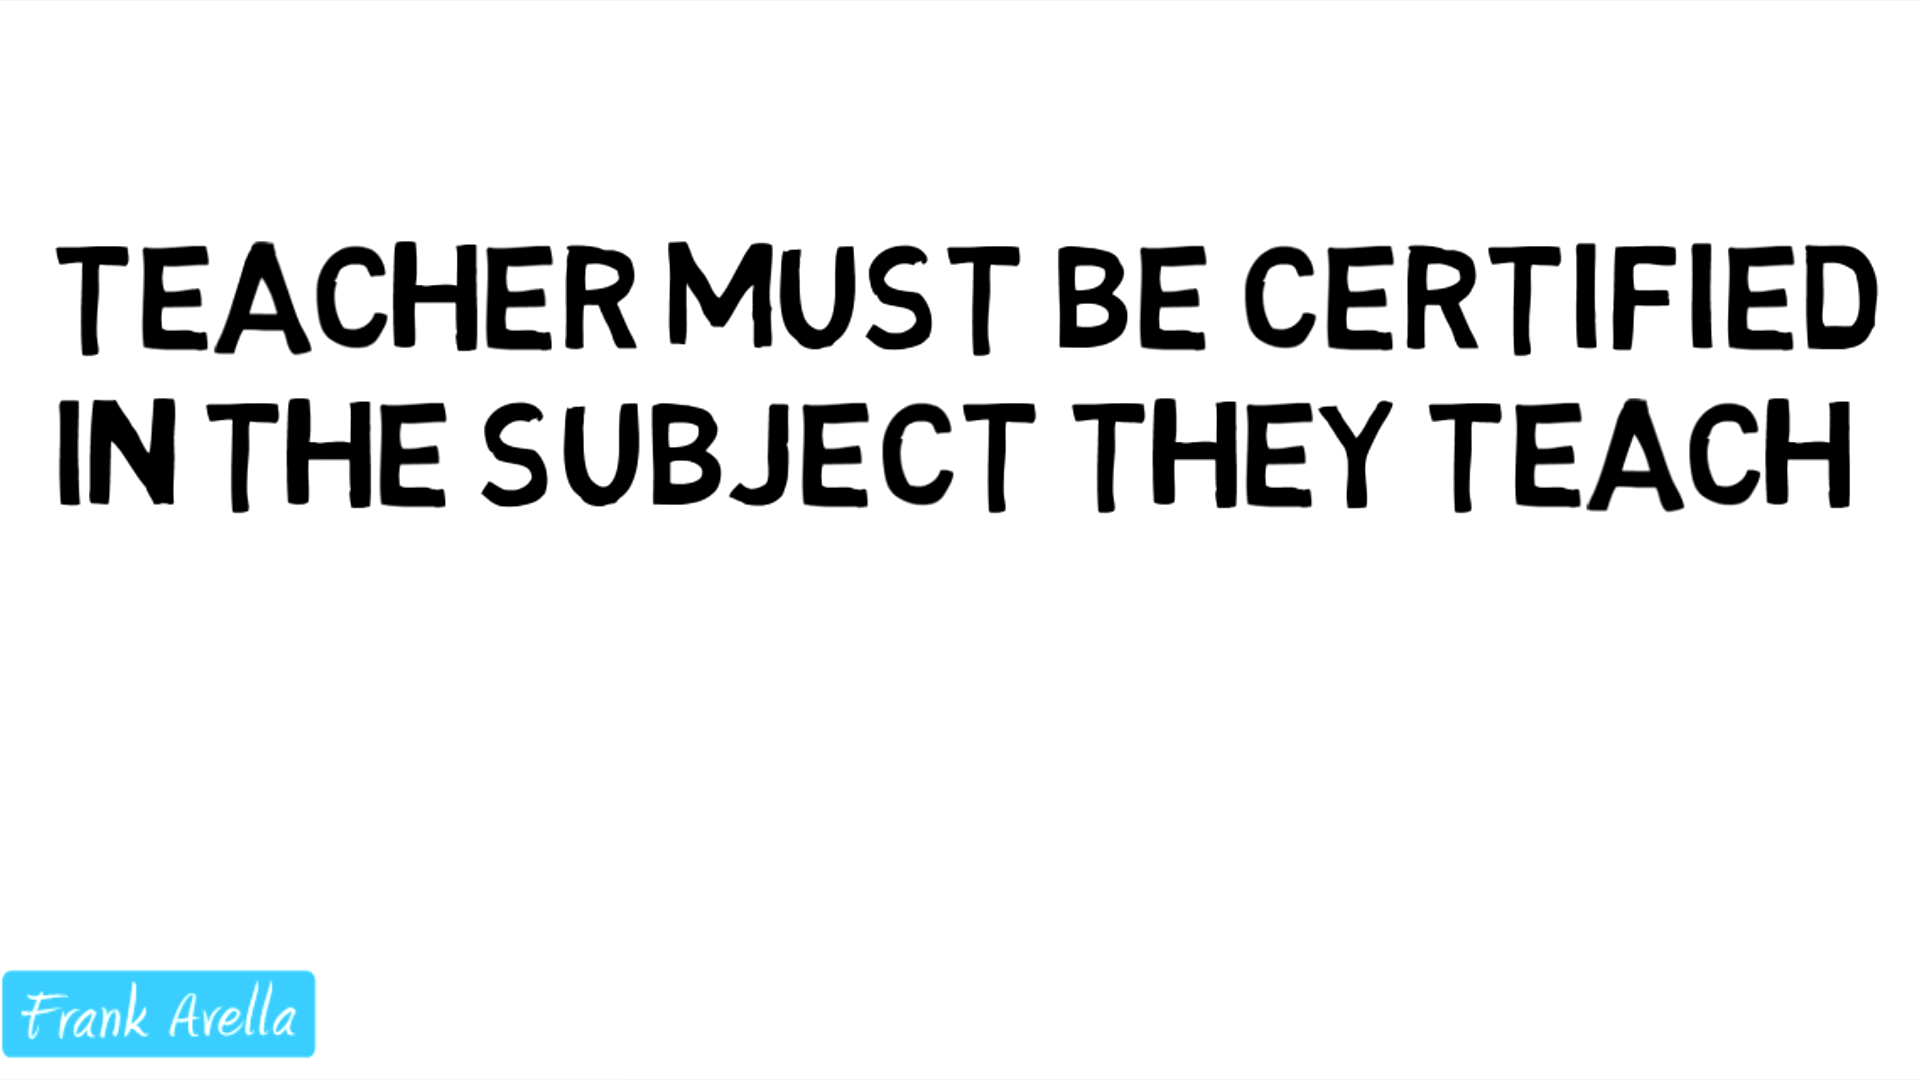 TEACHER MUST BE CERTIFIED
IN THE SUBJECT THEY TEACH
Frank Avella